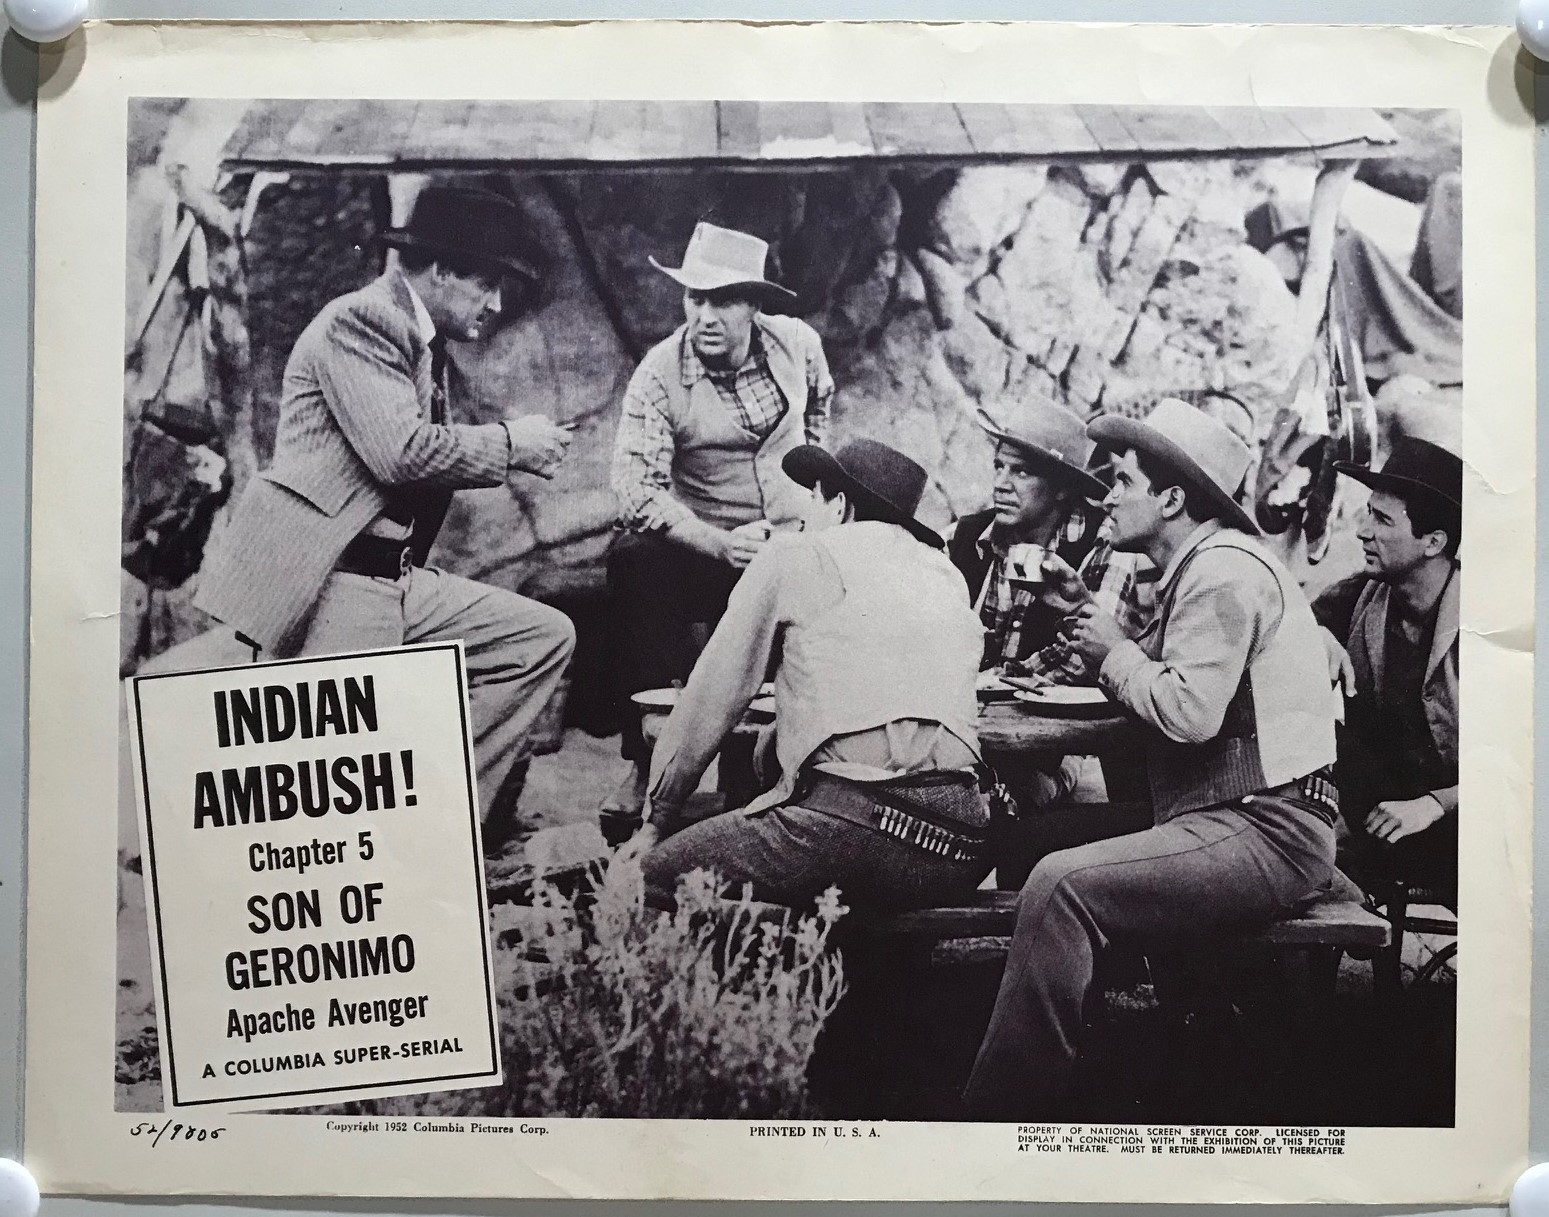 INDIAN
AMBUSH!
Chapter 5
SON OF
GERONIMO
Apache Avenger
A COLUMBIA SUPER-SERIAL
52/9805
Copyright 1952 Columbia Pictures Corp.
PRINTED IN U. S. A.
PROPERTY OF NATIONAL SCREEN SERVICE CORP. LICENSED FOR
DISPLAY IN CONNECTION WITH THE EXHIBITION OF THIS PICTURE
AT YOUR THEATRE. MUST BE RETURNED IMMEDIATELY THEREAFTER.